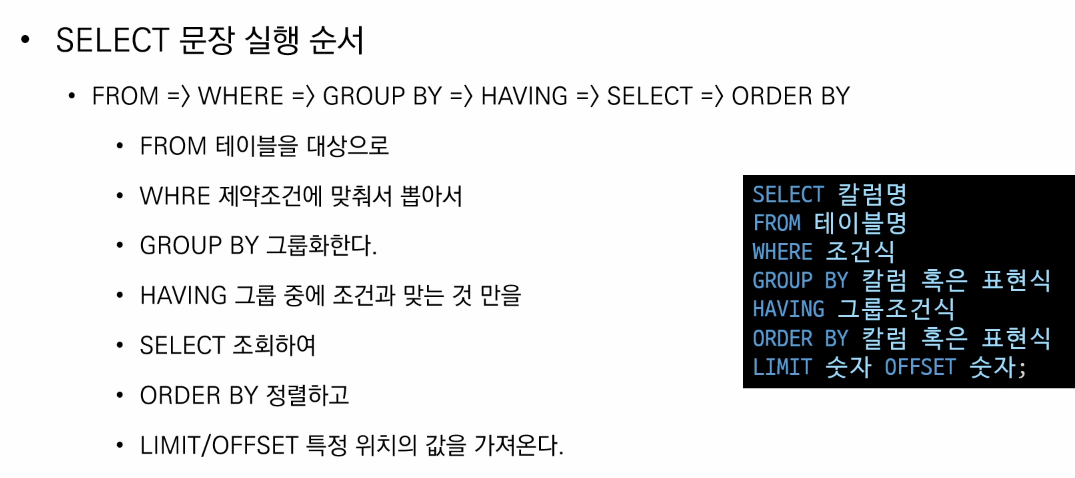 • SELECT 문장 실행 순서
• FROM => WHERE => GROUP BY => HAVING => SELECT => ORDER BY
• FROM 테이블을 대상으로
• WHRE 제약조건에 맞춰서 뽑아서
• GROUP BY 그룹화한다.
• HAVING 그룹 중에 조건과 맞는 것 만을
• SELECT 조회하여
• ORDER BY 정렬하고
• LIMIT/OFFSET 특정 위치의 값을 가져온다.
SELECT 칼럼명
FROM 테이블명
WHERE 조건식
GROUP BY 칼럼 혹은 표현식
HAVING 그룹조건식
ORDER BY 칼럼 혹은 표현식
LIMIT 숫자 OFFSET 숫자;